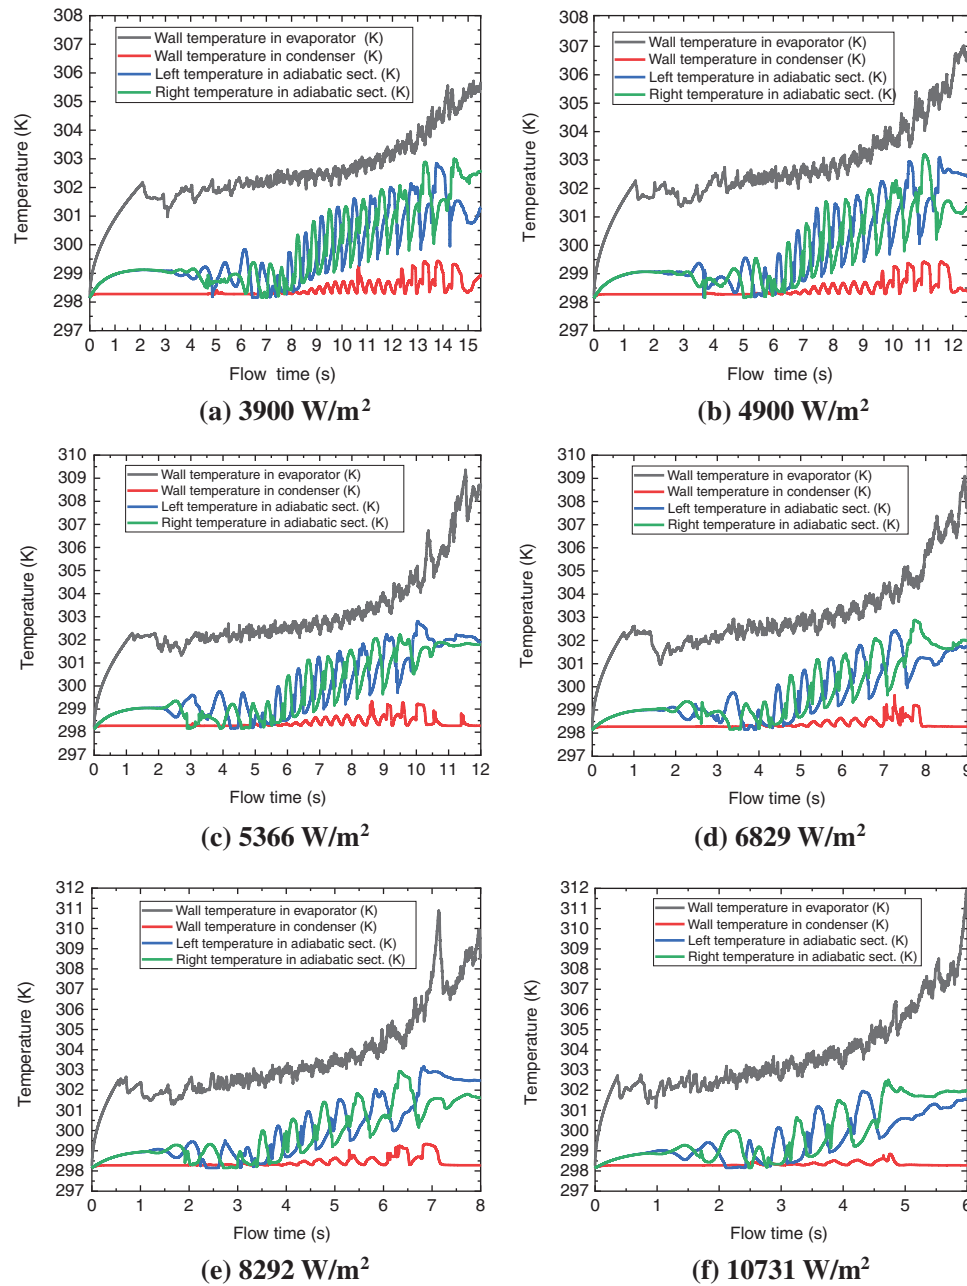 308
307
306
305
304
303
302
301
300
299
298
297
Temperature (K)
Wall temperature in evaporator (K)
Wall temperature in condenser (K)
Left temperature in adiabatic sect. (K)
Right temperature in adiabatic sect. (K)
0 1 2 3 4 5 6 7 8 9 10 11 12 13 14 15
Flow time (s)
(a) 3900 W/m²
308
307
306
305
304
303
302
301
300
299
298
297
Temperature (K)
Wall temperature in evaporator (K)
Wall temperature in condenser (K)
Left temperature in adiabatic sect. (K)
Right temperature in adiabatic sect. (K)
0 1 2 3 4 5 6 7 8 9 10 11 12
Flow time (s)
(b) 4900 W/m²
310
309
308
307
306
305
304
303
302
301
300
299
298
297
Temperature (K)
Wall temperature in evaporator (K)
Wall temperature in condenser (K)
Left temperature in adiabatic sect. (K)
Right temperature in adiabatic sect. (K)
0 1 2 3 4 5 6 7 8 9 10 11 12
Flow time (s)
(c) 5366 W/m²
310
309
308
307
306
305
304
303
302
301
300
299
298
297
Temperature (K)
Wall temperature in evaporator (K)
Wall temperature in condenser (K)
Left temperature in adiabatic sect. (K)
Right temperature in adiabatic sect. (K)
0 1 2 3 4 5 6 7 8 9
Flow time (s)
(d) 6829 W/m²
312
311
310
309
308
307
306
305
304
303
302
301
300
299
298
297
Temperature (K)
Wall temperature in evaporator (K)
Wall temperature in condenser (K)
Left temperature in adiabatic sect. (K)
Right temperature in adiabatic sect. (K)
0 1 2 3 4 5 6 7 8
Flow time (s)
(e) 8292 W/m²
312
311
310
309
308
307
306
305
304
303
302
301
300
299
298
297
Temperature (K)
Wall temperature in evaporator (K)
Wall temperature in condenser (K)
Left temperature in adiabatic sect. (K)
Right temperature in adiabatic sect. (K)
0 1 2 3 4 5 6
Flow time (s)
(f) 10731 W/m²